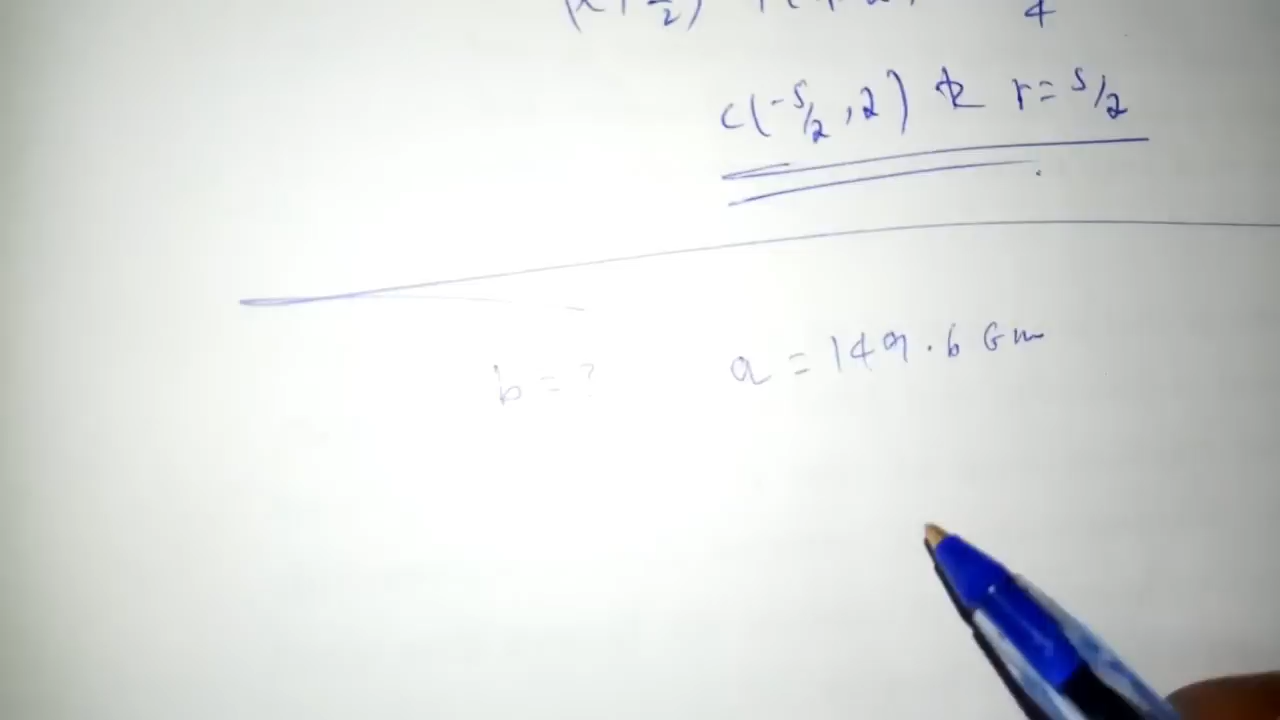 c(-5/2, 2) & r = 5/2
b = ? a = 149.6 Gm